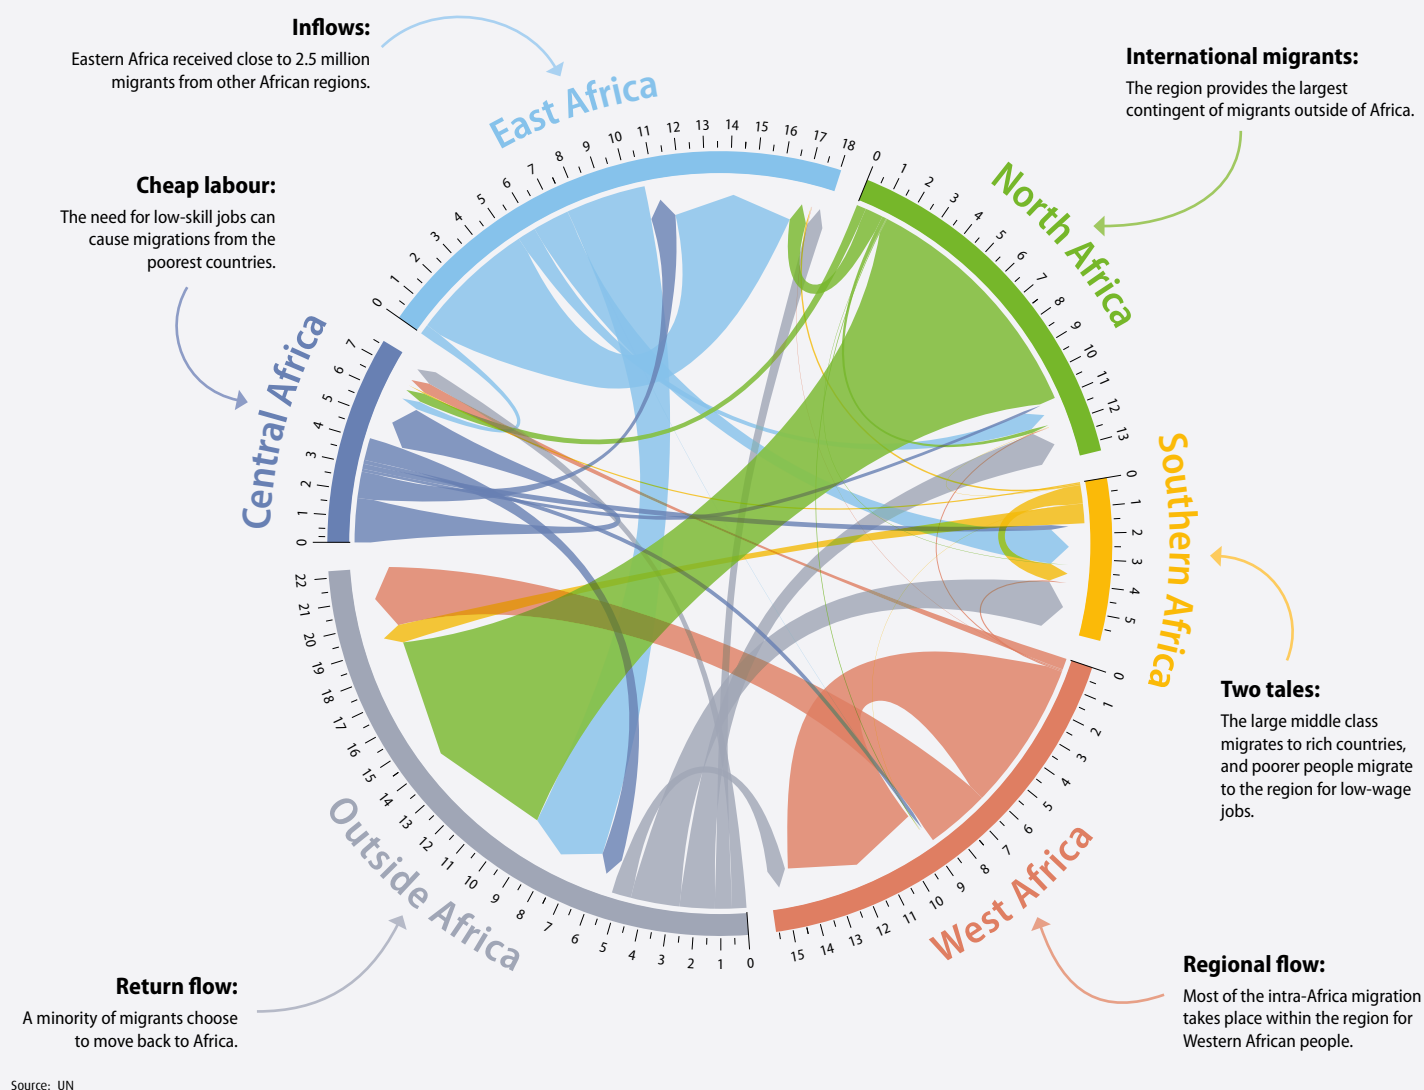 Inflows:
Eastern Africa received close to 2.5 million
migrants from other African regions.
International migrants:
The region provides the largest
contingent of migrants outside of Africa.
Cheap labour:
The need for low-skill jobs can
cause migrations from the
poorest countries.
East Africa
0 1 2 3 4 5 6 7 8 9 10 11 12 13 14 15 16 17 18
North Africa
0 1 2 3 4 5 6 7 8 9 10 11 12 13
Central Africa
0 1 2 3 4 5 6 7
Southern Africa
0 1 2 3 4 5
West Africa
0 1 2 3 4 5 6 7 8 9 10 11 12 13 14 15
Outside Africa
0 1 2 3 4 5 6 7 8 9 10 11 12 13 14 15 16 17 18 19 20 21 22
Two tales:
The large middle class
migrates to rich countries,
and poorer people migrate
to the region for low-wage
jobs.
Return flow:
A minority of migrants choose
to move back to Africa.
Regional flow:
Most of the intra-Africa migration
takes place within the region for
Western African people.
Source: UN